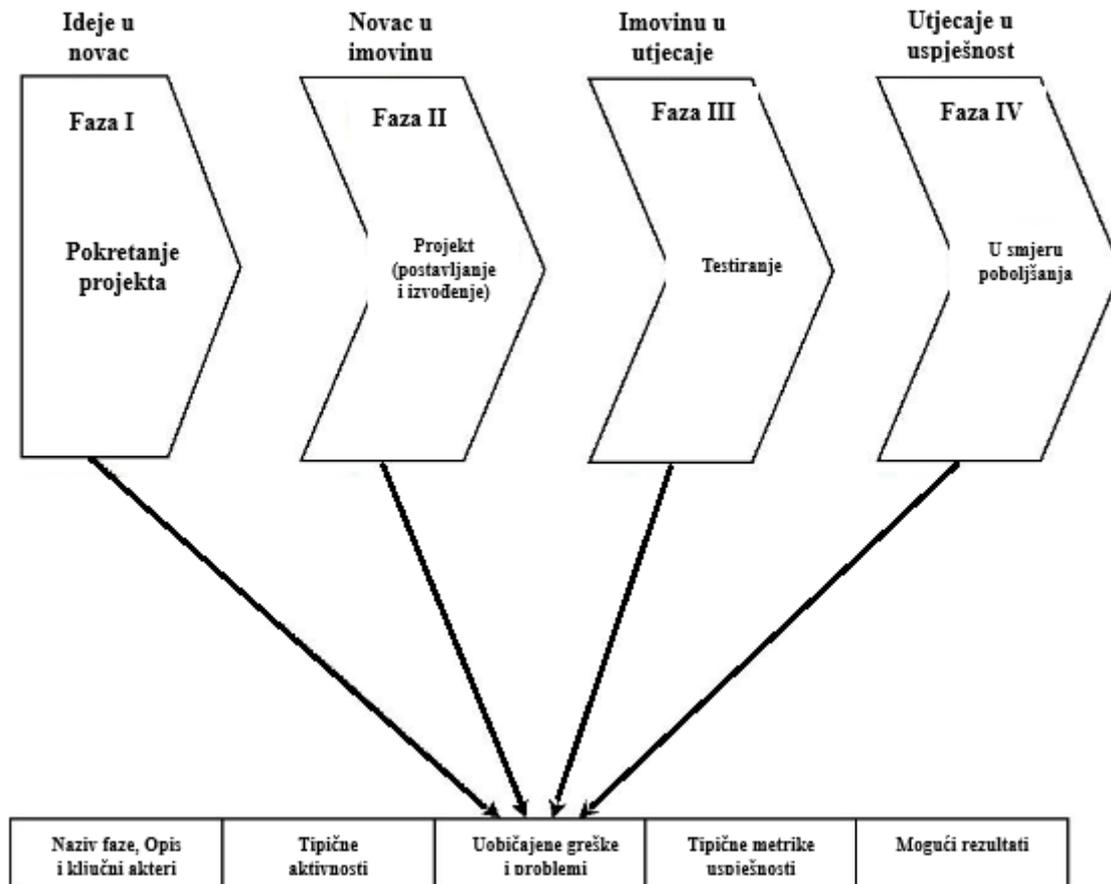 Ideje u
novac
Novac u
imovinu
Imovinu u
utjecaje
Utjecaje u
uspješnost
Faza I
Faza II
Faza III
Faza IV
Pokretanje
projekta
Projekt
(postavljanje
i izvođenje)
Testiranje
U smjeru
poboljšanja
Naziv faze, Opis
i ključni akteri
Tipične
aktivnosti
Uobičajene greške
i problemi
Tipične metrike
uspješnosti
Mogući rezultati